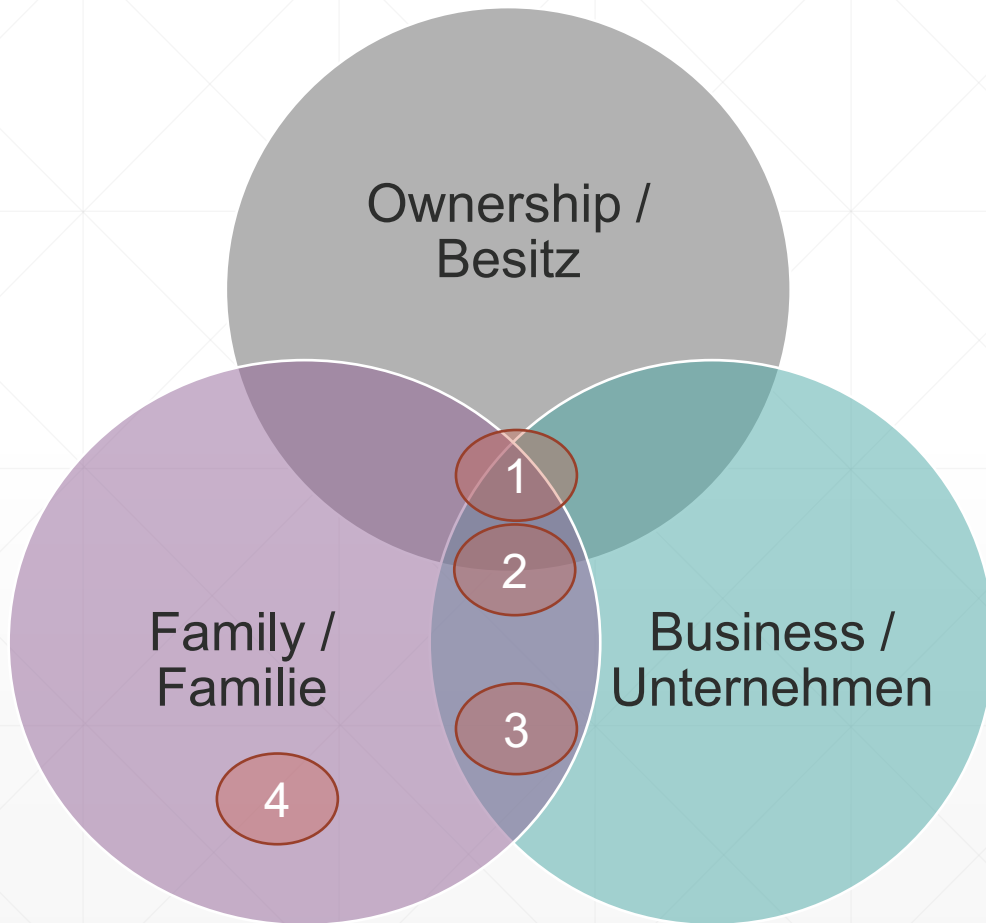 Ownership /
Besitz
1
2
Family /
Familie
Business /
Unternehmen
3
4